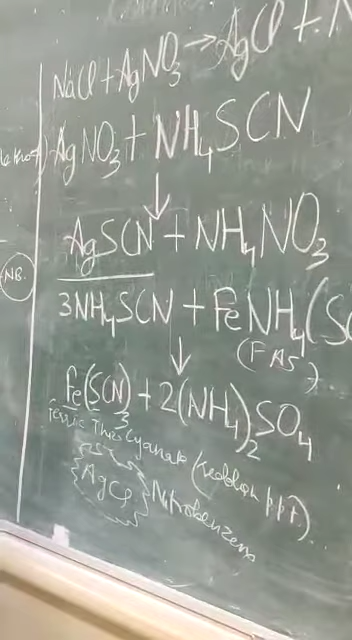 NaCl + AgNO₃ → AgCl + N
AgNO₃ + NH₄SCN
↓
AgSCN + NH₄NO₃
NB.
3NH₄SCN + FeNH₄(SO
(FAS)
↓
Fe(SCN)₃ + 2(NH₄)₂SO₄
Ferric Thiocyanate (reddish ppt).
AgCl Nitrobenzene